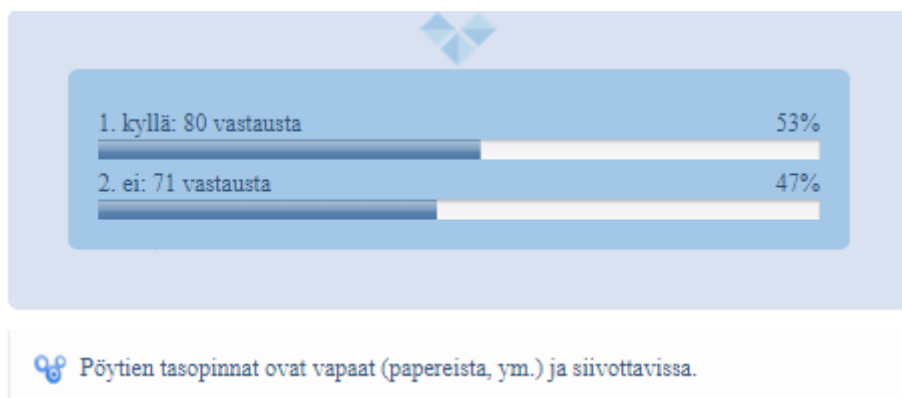 1. kyllä: 80 vastausta 53%
2. ei: 71 vastausta 47%
Pöytien tasopinnat ovat vapaat (papereista, ym.) ja siivottavissa.